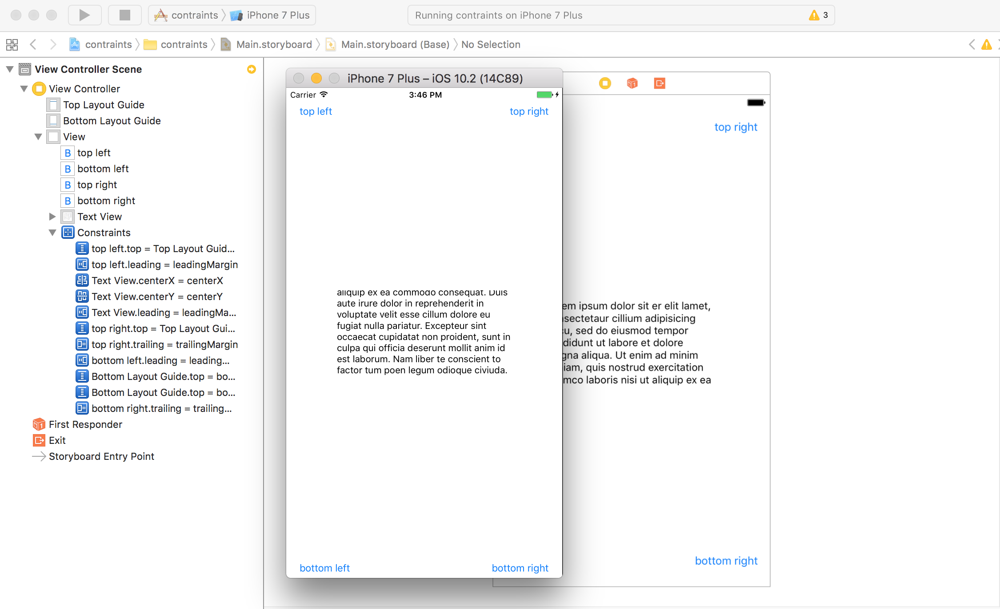 contraints
iPhone 7 Plus
Running contraints on iPhone 7 Plus
3
contraints
contraints
Main.storyboard
Main.storyboard (Base)
No Selection
View Controller Scene
View Controller
Top Layout Guide
Bottom Layout Guide
View
B top left
B bottom left
B top right
B bottom right
Text View
Constraints
top left.top = Top Layout Guid...
top left.leading = leadingMargin
Text View.centerX = centerX
Text View.centerY = centerY
Text View.leading = leadingMa...
top right.top = Top Layout Gui...
top right.trailing = trailingMargin
bottom left.leading = leading...
Bottom Layout Guide.top = bo...
Bottom Layout Guide.top = bo...
bottom right.trailing = trailing...
First Responder
Exit
Storyboard Entry Point
iPhone 7 Plus – iOS 10.2 (14C89)
Carrier
3:46 PM
top left
top right
aliquip ex ea commodo consequat. Duis
aute irure dolor in reprehenderit in
voluptate velit esse cillum dolore eu
fugiat nulla pariatur. Excepteur sint
occaecat cupidatat non proident, sunt in
culpa qui officia deserunt mollit anim id
est laborum. Nam liber te conscient to
factor tum poen legum odioque civiuda.
bottom left
bottom right
top right
em ipsum dolor sit er elit lamet,
nsectetaur cillium adipisicing
cu, sed do eiusmod tempor
didunt ut labore et dolore
gna aliqua. Ut enim ad minim
iam, quis nostrud exercitation
mco laboris nisi ut aliquip ex ea
bottom right